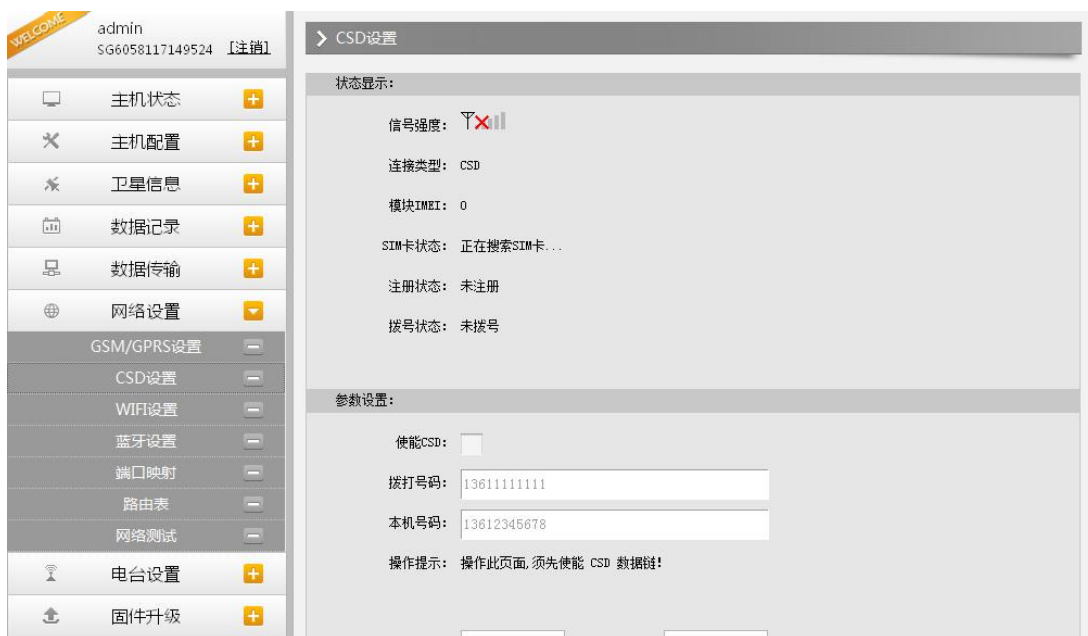 WELCOME
admin
SG6058117149524 [注销]
主机状态
主机配置
卫星信息
数据记录
数据传输
网络设置
GSM/GPRS设置
CSD设置
WIFI设置
蓝牙设置
端口映射
路由表
网络测试
电台设置
固件升级
CSD设置
状态显示:
信号强度:
连接类型: CSD
模块IMEI: 0
SIM卡状态: 正在搜索SIM卡...
注册状态: 未注册
拨号状态: 未拨号
参数设置:
使能CSD:
拨打号码: 13611111111
本机号码: 13612345678
操作提示: 操作此页面,须先使能 CSD 数据链!